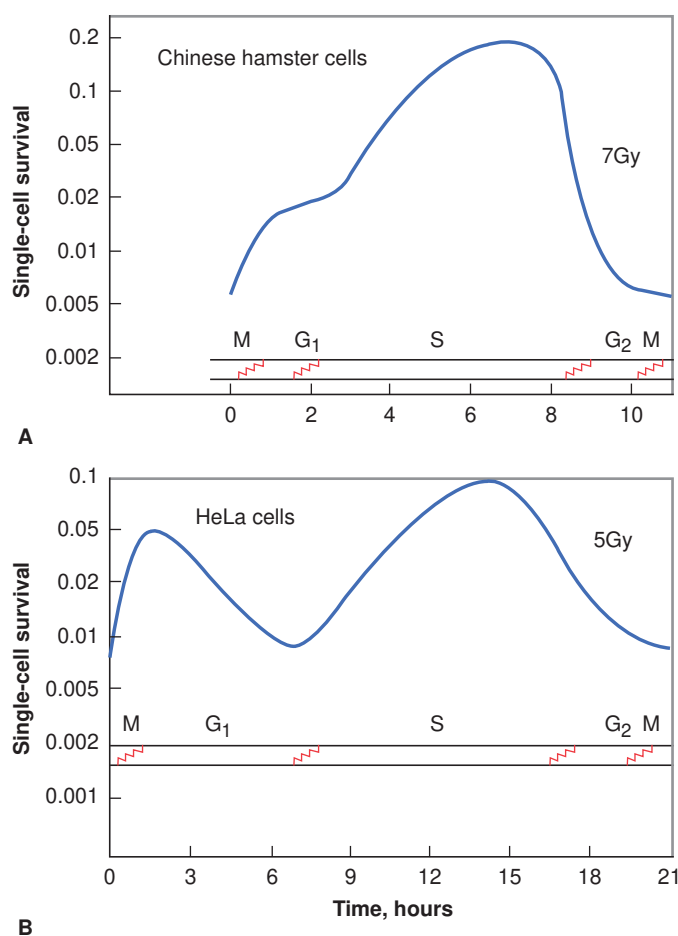 0.2
Chinese hamster cells
0.1
0.05
7Gy
0.02
0.01
0.005
M G1 S G2 M
0.002
Single-cell survival
0 2 4 6 8 10
A
0.1
HeLa cells
0.05
5Gy
0.02
0.01
0.005
M G1 S G2 M
0.002
0.001
Single-cell survival
0 3 6 9 12 15 18 21
Time, hours
B